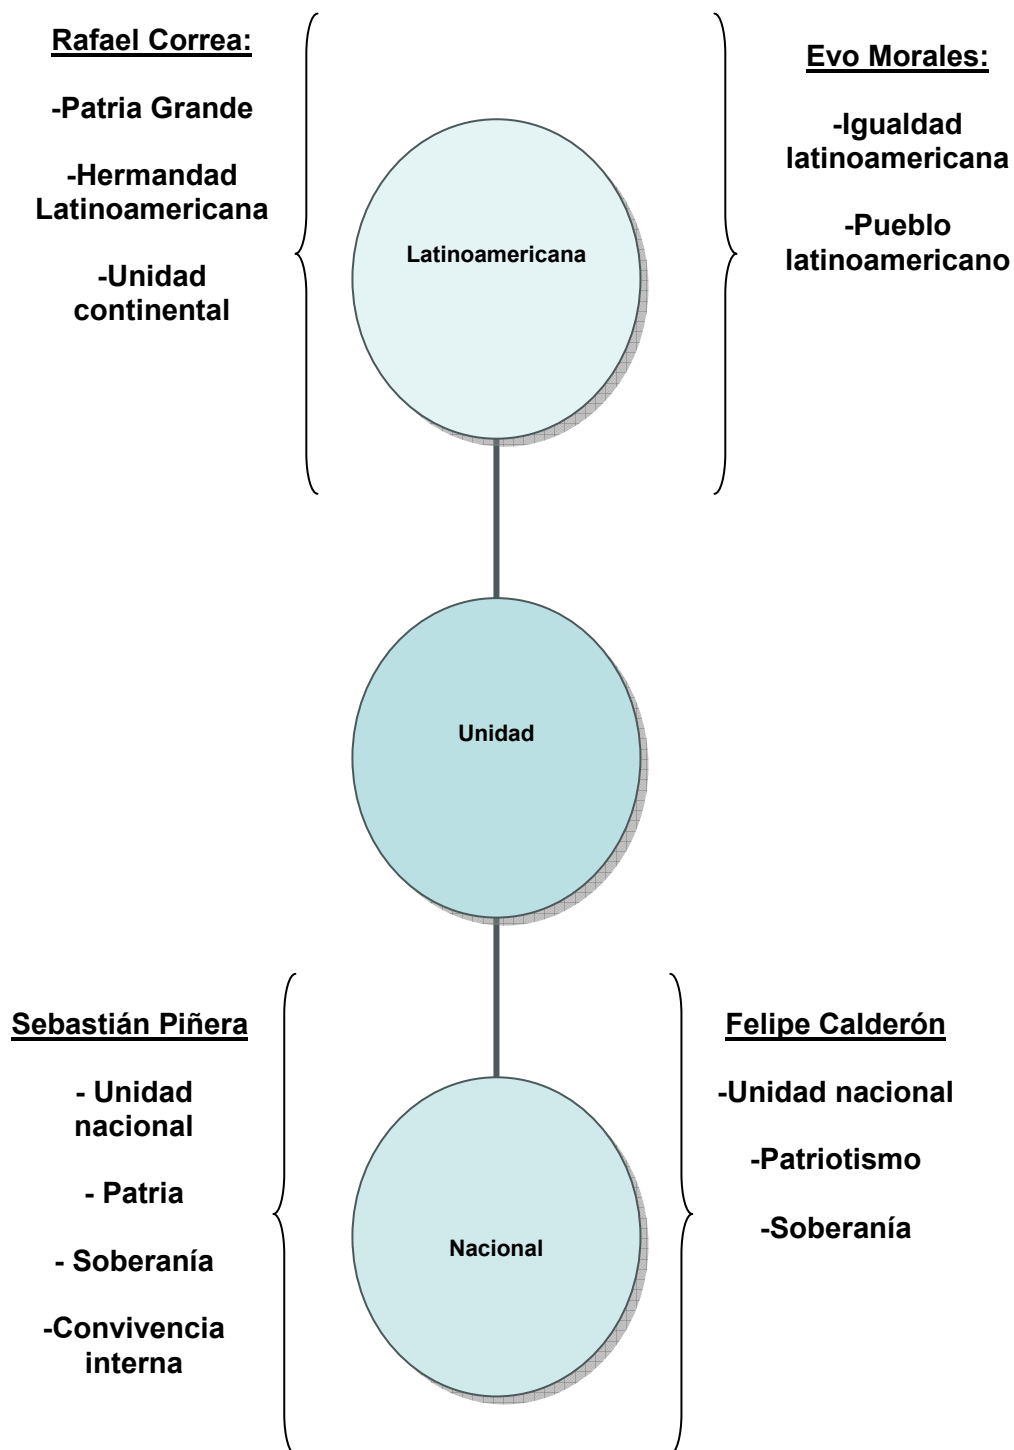 Rafael Correa:
-Patria Grande
-Hermandad
Latinoamericana
-Unidad
continental
Latinoamericana
Evo Morales:
-Igualdad
latinoamericana
-Pueblo
latinoamericano
Unidad
Sebastián Piñera
- Unidad
nacional
- Patria
- Soberanía
-Convivencia
interna
Nacional
Felipe Calderón
-Unidad nacional
-Patriotismo
-Soberanía